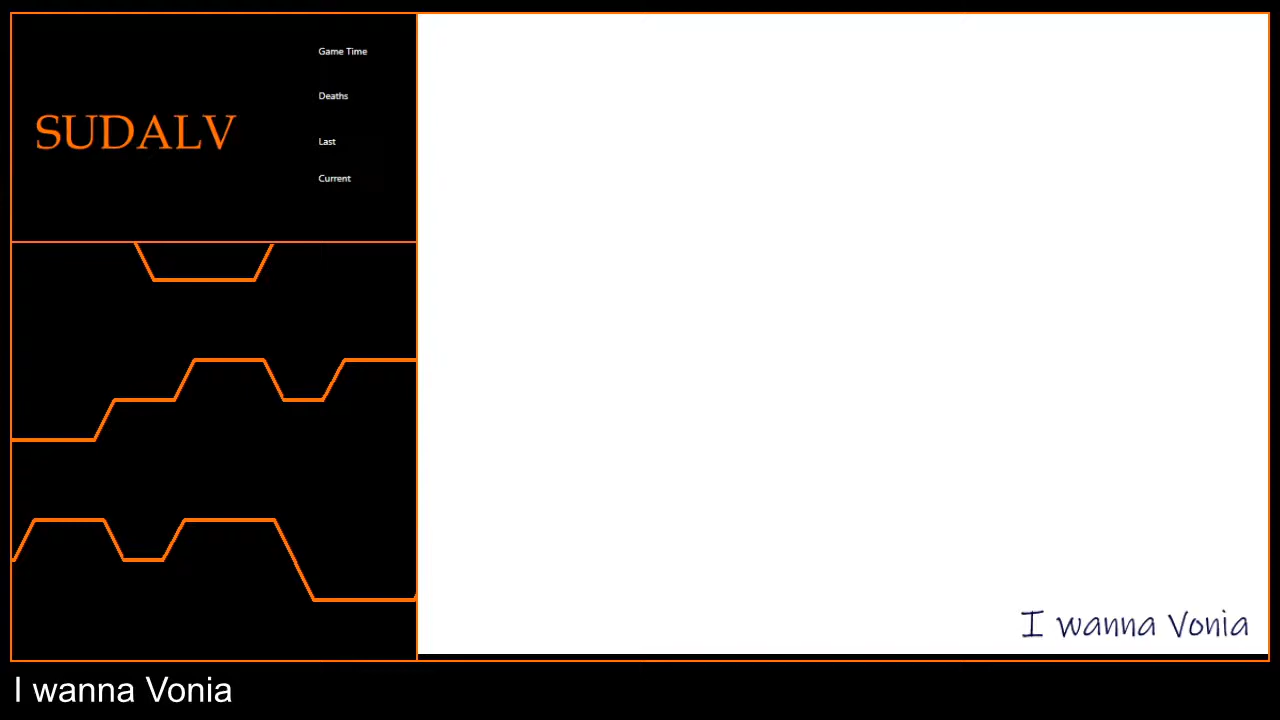 Game Time
Deaths
SUDALV
Last
Current
I wanna Vonia
I wanna Vonia